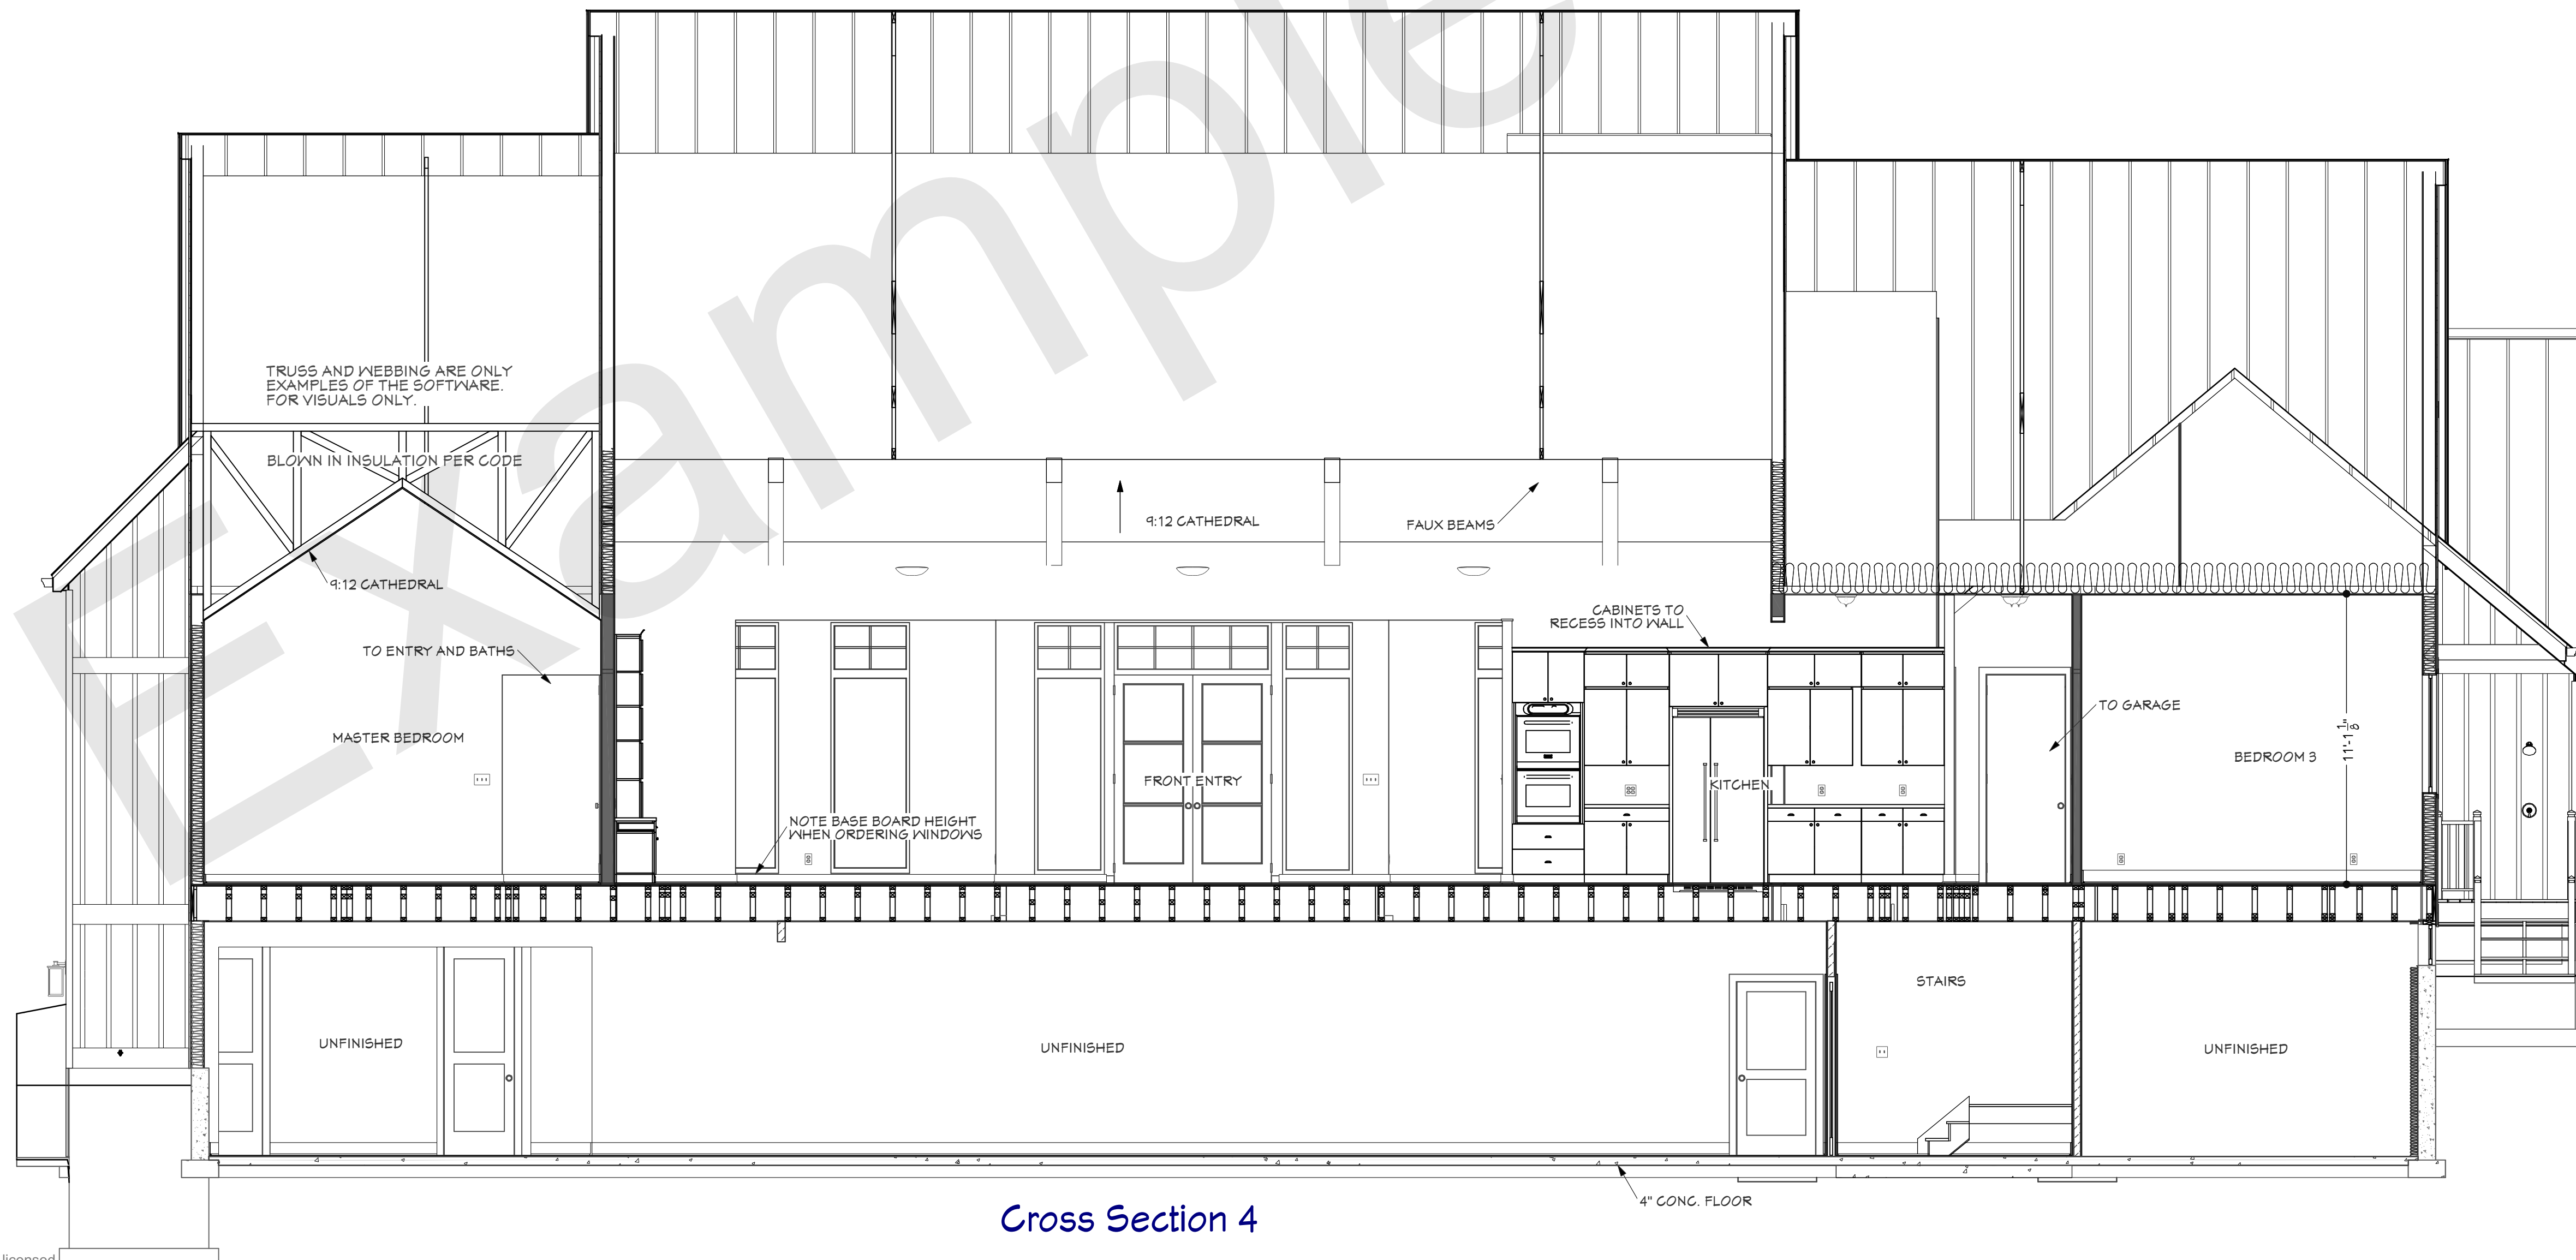 Example
TRUSS AND WEBBING ARE ONLY
EXAMPLES OF THE SOFTWARE.
FOR VISUALS ONLY.
BLOWN IN INSULATION PER CODE
9:12 CATHEDRAL
FAUX BEAMS
9:12 CATHEDRAL
CABINETS TO
RECESS INTO WALL
TO ENTRY AND BATHS
MASTER BEDROOM
TO GARAGE
11'-1 1/8"
BEDROOM 3
FRONT ENTRY
KITCHEN
NOTE BASE BOARD HEIGHT
WHEN ORDERING WINDOWS
STAIRS
UNFINISHED
UNFINISHED
UNFINISHED
4" CONC. FLOOR
Cross Section 4
licensed